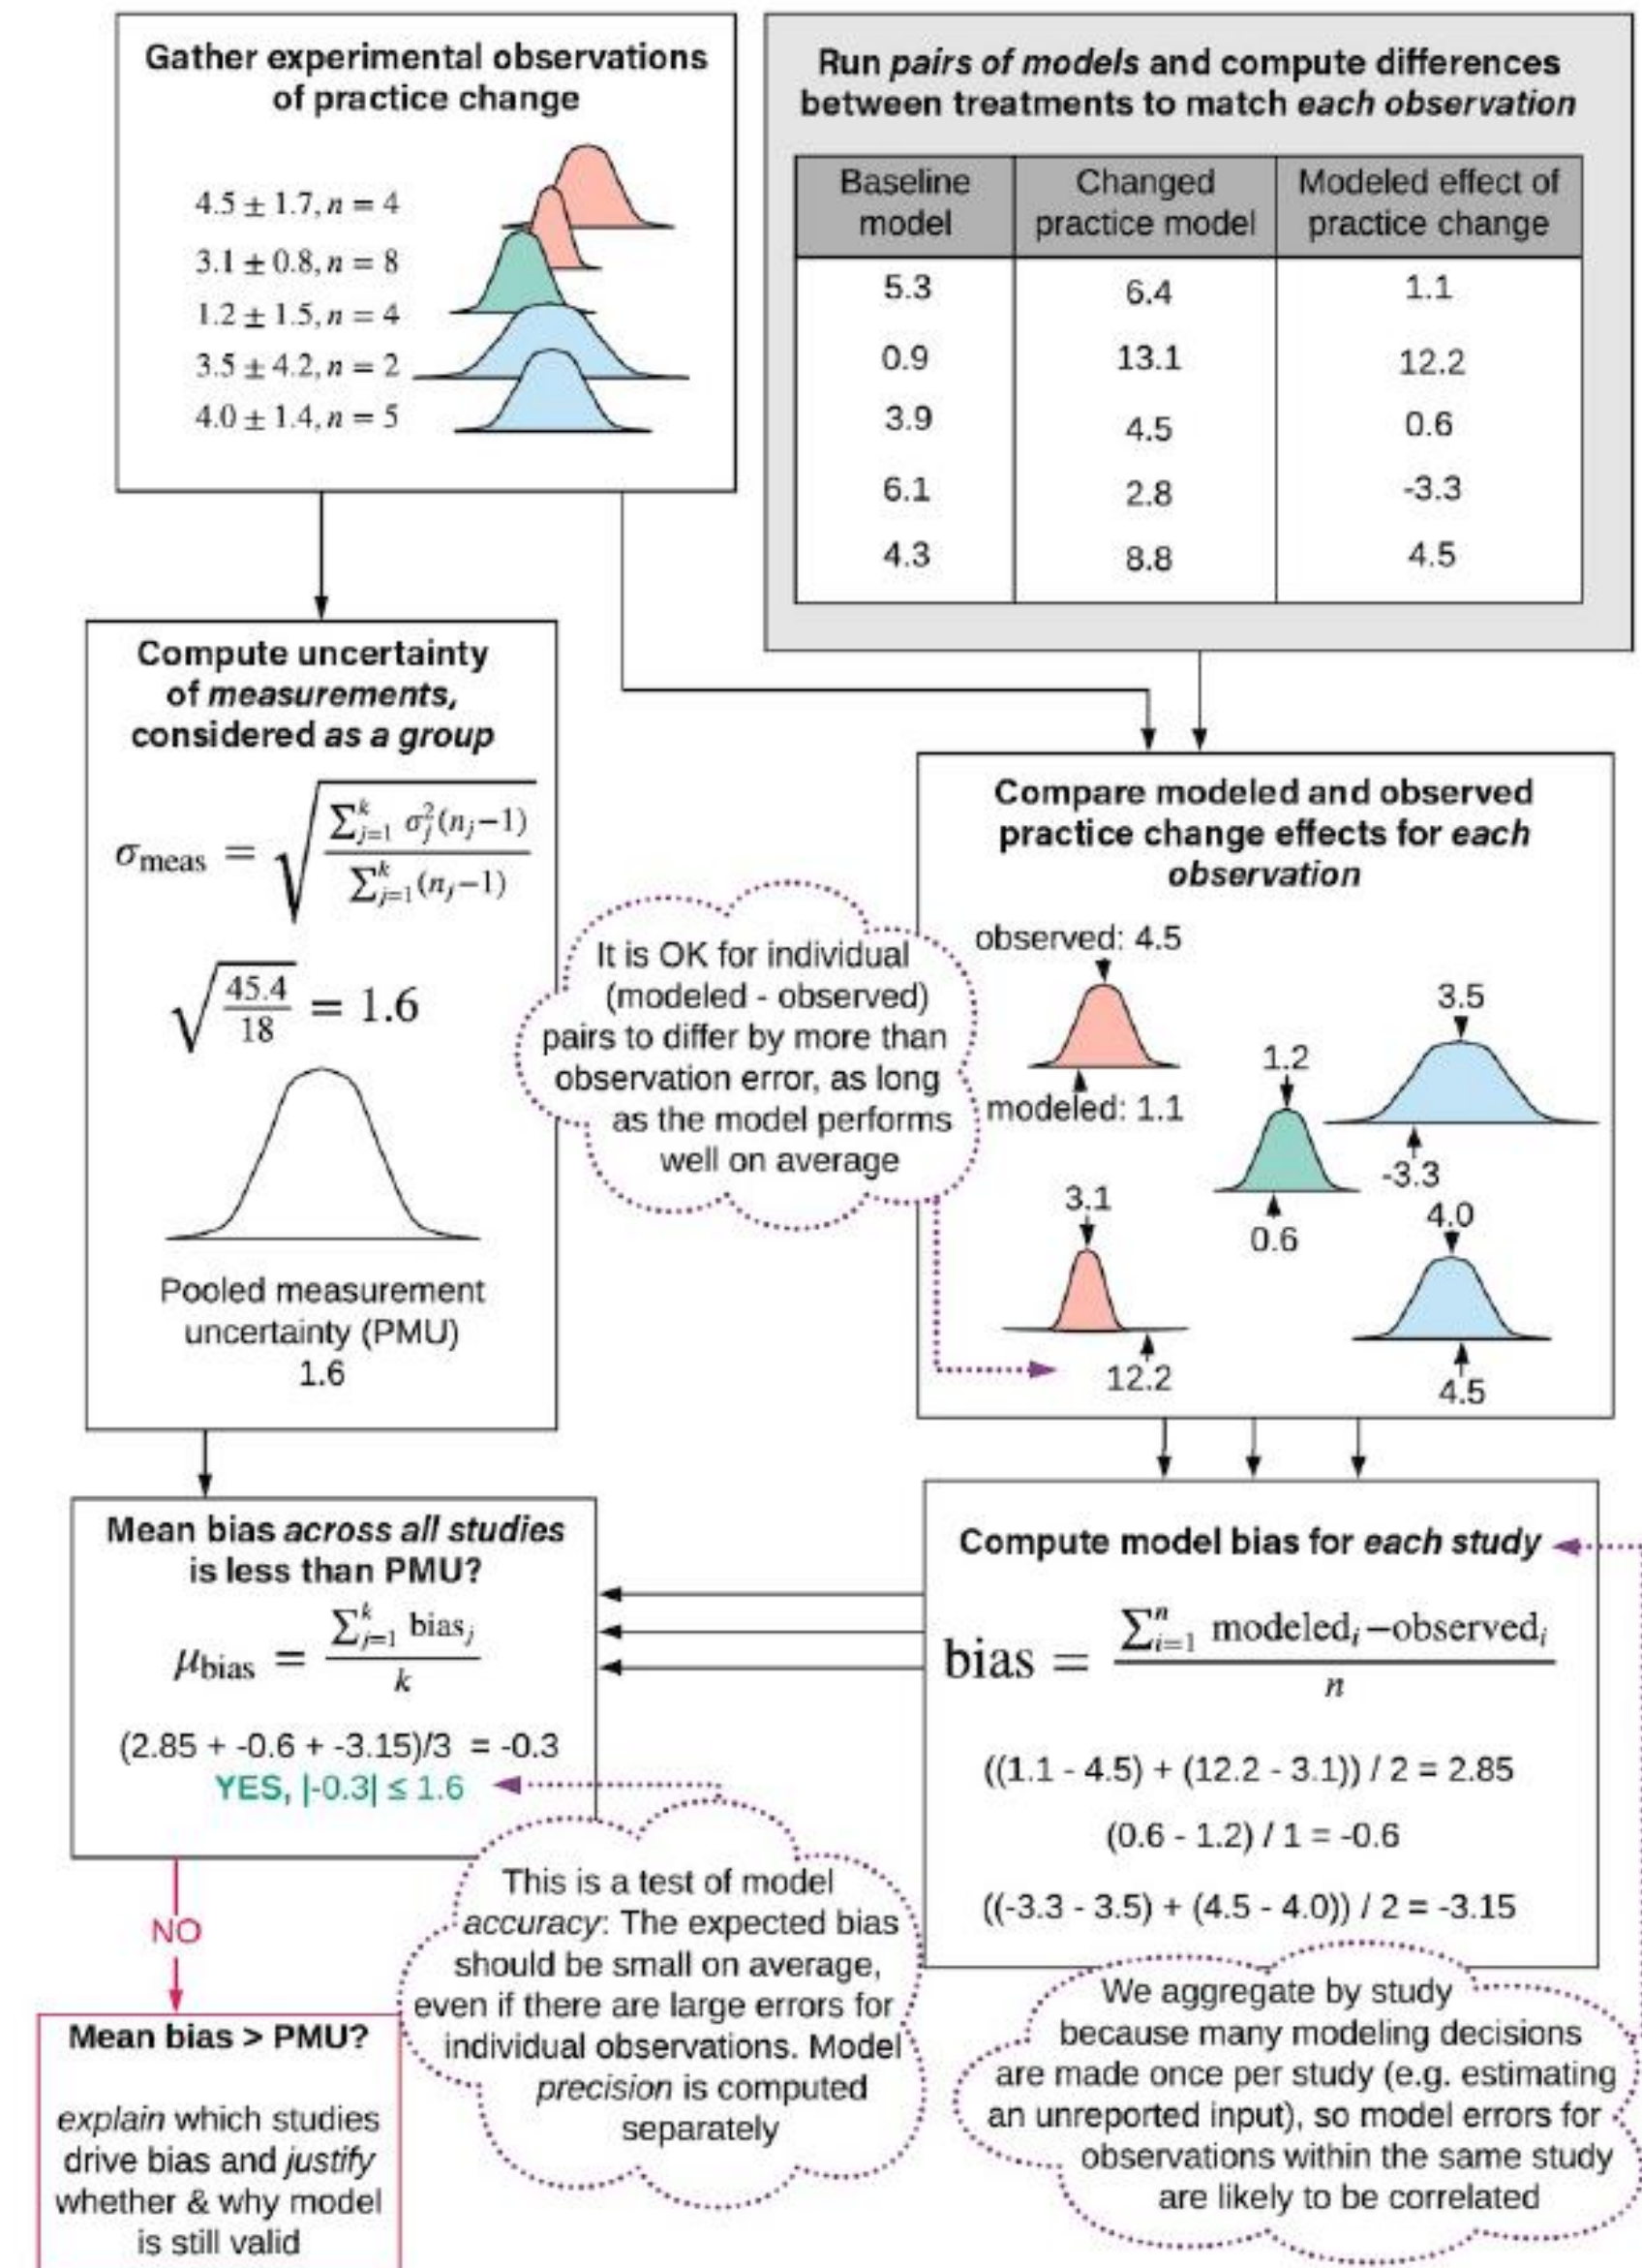 Gather experimental observations
of practice change
4.5 ± 1.7, n = 4
3.1 ± 0.8, n = 8
1.2 ± 1.5, n = 4
3.5 ± 4.2, n = 2
4.0 ± 1.4, n = 5
Run pairs of models and compute differences
between treatments to match each observation
Baseline model | Changed practice model | Modeled effect of practice change
5.3 | 6.4 | 1.1
0.9 | 13.1 | 12.2
3.9 | 4.5 | 0.6
6.1 | 2.8 | -3.3
4.3 | 8.8 | 4.5
Compute uncertainty
of measurements,
considered as a group
σ_meas = √(∑_{j=1}^k σ_j^2(n_j−1) / ∑_{j=1}^k (n_j−1))
√(45.4/18) = 1.6
Pooled measurement
uncertainty (PMU)
1.6
It is OK for individual
(modeled - observed)
pairs to differ by more than
observation error, as long
as the model performs
well on average
Compare modeled and observed
practice change effects for each
observation
observed: 4.5
modeled: 1.1
3.5
-3.3
1.2
0.6
3.1
12.2
4.0
4.5
Mean bias across all studies
is less than PMU?
μ_bias = ∑_{j=1}^k bias_j / k
(2.85 + -0.6 + -3.15)/3 = -0.3
YES, |-0.3| ≤ 1.6
Compute model bias for each study
bias = ∑_{i=1}^n modeled_i−observed_i / n
((1.1 - 4.5) + (12.2 - 3.1)) / 2 = 2.85
(0.6 - 1.2) / 1 = -0.6
((-3.3 - 3.5) + (4.5 - 4.0)) / 2 = -3.15
NO
Mean bias > PMU?
explain which studies
drive bias and justify
whether & why model
is still valid
This is a test of model
accuracy: The expected bias
should be small on average,
even if there are large errors for
individual observations. Model
precision is computed
separately
We aggregate by study
because many modeling decisions
are made once per study (e.g. estimating
an unreported input), so model errors for
observations within the same study
are likely to be correlated